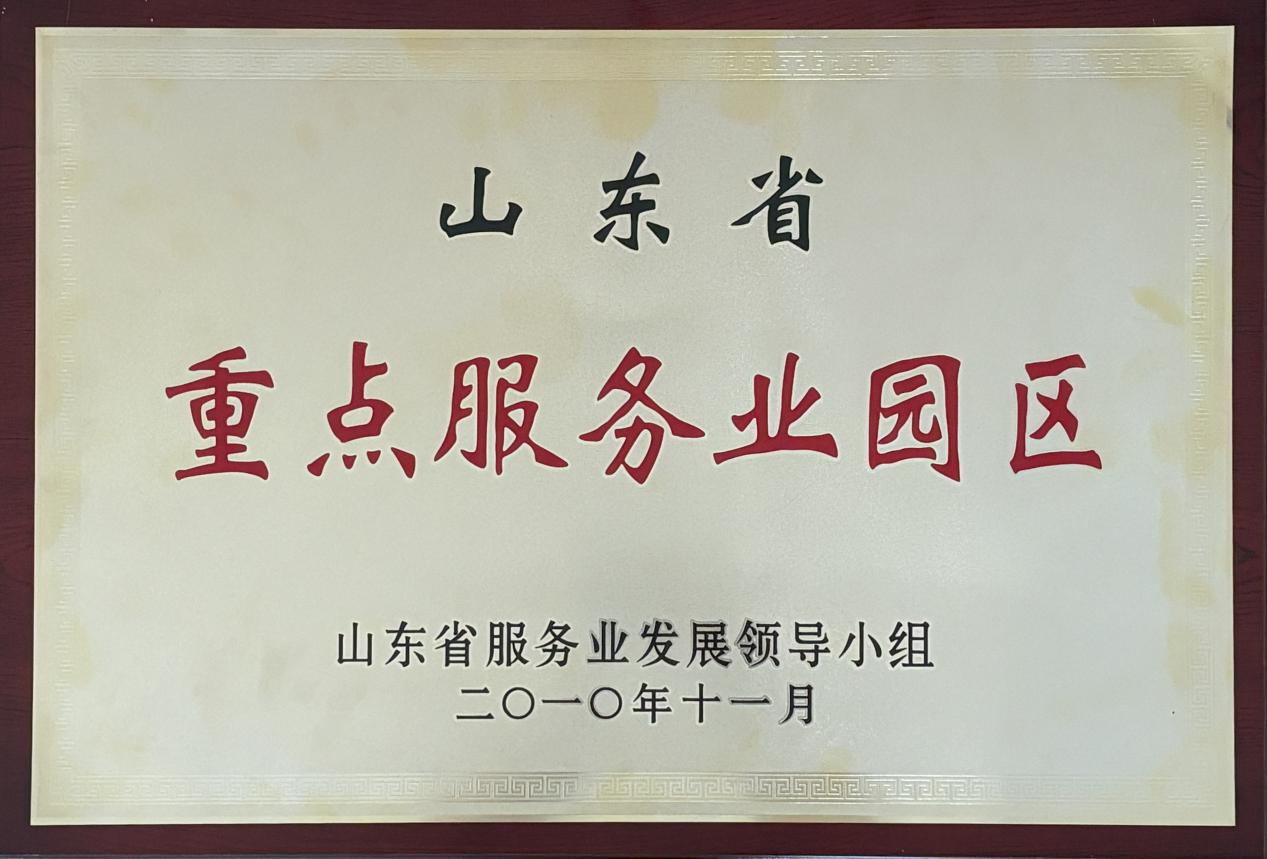 山东省
重点服务业园区
山东省服务业发展领导小组
二〇一〇年十一月